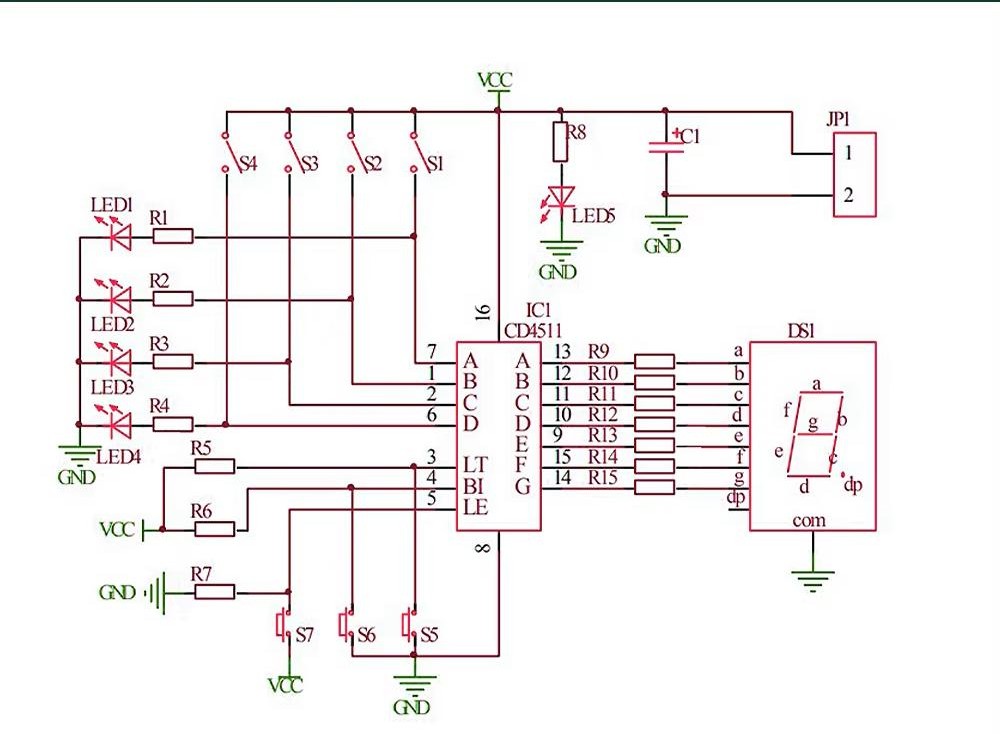 VCC
JP1
R8
C1
1
S4
S3
S2
S1
2
LED1
R1
LED5
GND
GND
R2
LED2
16
IC1
CD4511
DS1
R3
LED3
7 A
A 13 R9 a
1 B
B 12 R10 b
2 C
C 11 R11 c
6 D
D 10 R12 d
E 9 R13 e
3 LT
F 15 R14 f
4 BI
G 14 R15 g
5 LE
dp
a
f
g
b
e
c
d
dp
com
R4
LED4
GND
R5
VCC
R6
8
GND
R7
S7
S6
S5
VCC
GND